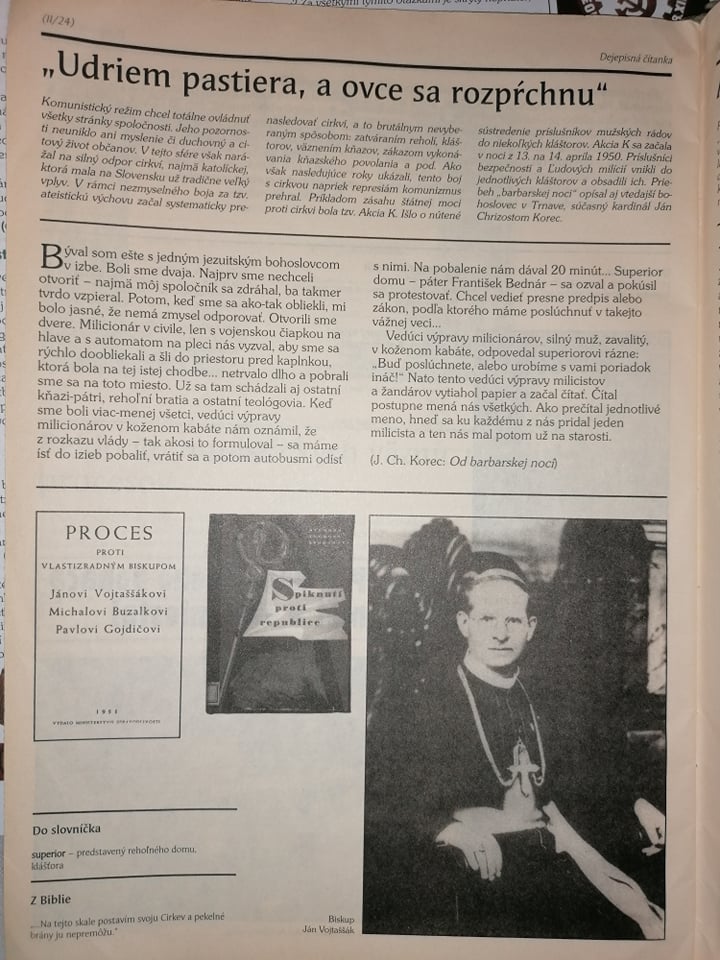 (II/24)
Dejepisná čítanka
„Udriem pastiera, a ovce sa rozpŕchnu“
Komunistický režim chcel totálne ovládnuť
všetky stránky spoločnosti. Jeho pozornos-
ti neuniklo ani myslenie či duchovný a ci-
tový život občanov. V tejto sfére však nará-
žal na silný odpor cirkví, najmä katolíckej,
ktorá mala na Slovensku už tradične veľký
vplyv. V rámci nezmyselného boja za tzv.
ateistickú výchovu začal systematicky pre-
nasledovať cirkvi, a to brutálnym nevybe-
raným spôsobom: zatváraním reholí, kláš-
torov, väznením kňazov, zákazom vykoná-
vania kňazského povolania a pod. Ako
však nasledujúce roky ukázali, tento boj
s cirkvou napriek represiám komunizmus
prehral. Príkladom zásahu štátnej moci
proti cirkvi bola tzv. Akcia K. Išlo o nútené
sústredenie príslušníkov mužských rádov
do niekoľkých kláštorov. Akcia K sa začala
v noci z 13. na 14. apríla 1950. Príslušníci
bezpečnosti a Ľudových milícií vnikli do
jednotlivých kláštorov a obsadili ich. Prie-
beh „barbarskej noci“ opísal aj vtedajší bo-
hoslovec v Trnave, súčasný kardinál Ján
Chrizostom Korec.
Býval som ešte s jedným jezuitským bohoslovcom
v izbe. Boli sme dvaja. Najprv sme nechceli
otvoriť – najmä môj spoločník sa zdráhal, ba takmer
tvrdo vzpieral. Potom, keď sme sa ako-tak obliekli, mi
bolo jasné, že nemá zmysel odporovať. Otvorili sme
dvere. Milicionár v civile, len s vojenskou čiapkou na
hlave a s automatom na pleci nás vyzval, aby sme sa
rýchlo doobliekali a šli do priestoru pred kaplnkou,
ktorá bola na tej istej chodbe... netrvalo dlho a pobrali
sme sa na toto miesto. Už sa tam schádzali aj ostatní
kňazi-pátri, rehoľní bratia a ostatní teológovia. Keď
sme boli viac-menej všetci, vedúci výpravy
milicionárov v koženom kabáte nám oznámil, že
z rozkazu vlády – tak akosi to formuloval – sa máme
ísť do izieb pobaliť, vrátiť sa a potom autobusmi odísť
s nimi. Na pobalenie nám dával 20 minút... Superior
domu – páter František Bednár – sa ozval a pokúsil
sa protestovať. Chcel vedieť presne predpis alebo
zákon, podľa ktorého máme poslúchnuť v takejto
vážnej veci...
Vedúci výpravy milicionárov, silný muž, zavalitý,
v koženom kabáte, odpovedal superiorovi rázne:
„Buď poslúchnete, alebo urobíme s vami poriadok
ináč!“ Nato tento vedúci výpravy milicistov
a žandárov vytiahol papier a začal čítať. Čítal
postupne mená nás všetkých. Ako prečítal jednotlivé
meno, hneď sa ku každému z nás pridal jeden
milicista a ten nás mal potom už na starosti.
(J. Ch. Korec: Od barbarskej noci)
PROCES
PROTI
VLASTIZRADNÝM BISKUPOM
Jánovi Vojtaššákovi
Michalovi Buzalkovi
Pavlovi Gojdičovi
1951
VYDALO MINISTERSTVO SPRAVODLIVOSTI
Spiknutí
proti
republice
Do slovníčka
superior – predstavený rehoľného domu,
kláštora
Z Biblie
„...Na tejto skale postavím svoju Cirkev a pekelné
brány ju nepremôžu.“
Biskup
Ján Vojtaššák